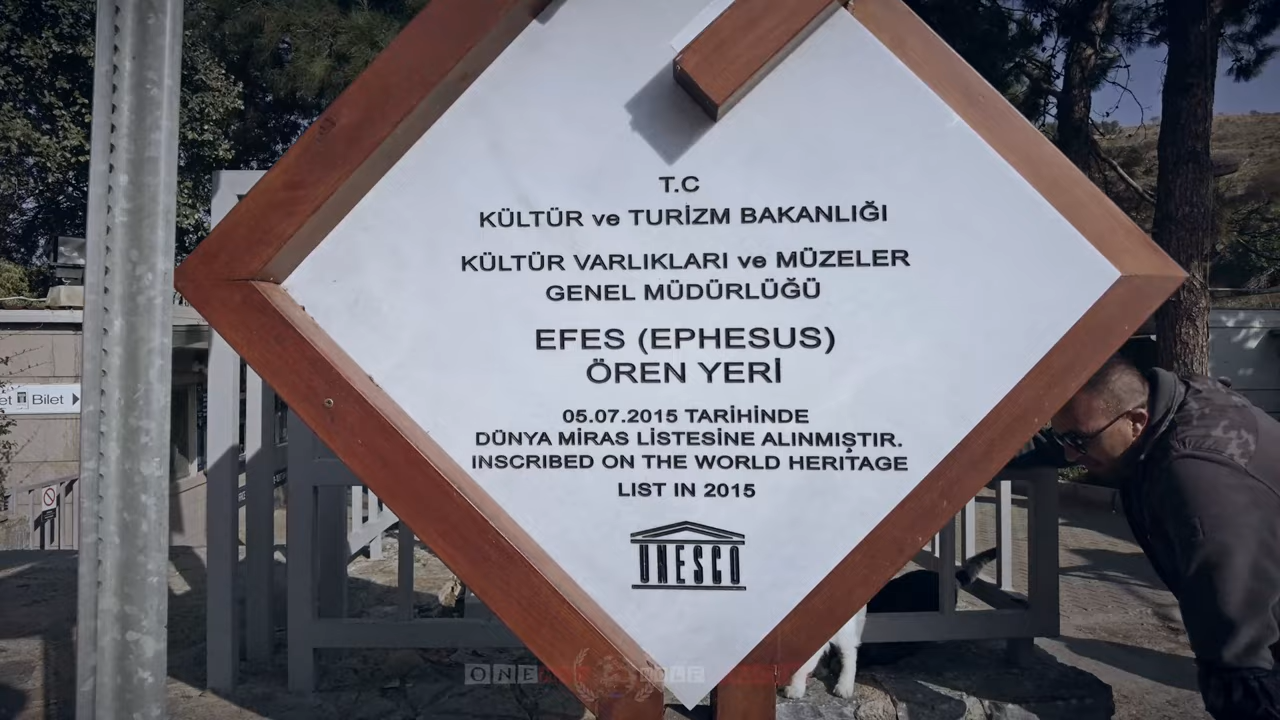 T.C
KÜLTÜR ve TURİZM BAKANLIĞI
KÜLTÜR VARLIKLARI ve MÜZELER
GENEL MÜDÜRLÜĞÜ
EFES (EPHESUS)
ÖREN YERİ
05.07.2015 TARİHİNDE
DÜNYA MİRAS LİSTESİNE ALINMIŞTIR.
INSCRIBED ON THE WORLD HERITAGE
LIST IN 2015
UNESCO
Bilet
ONE